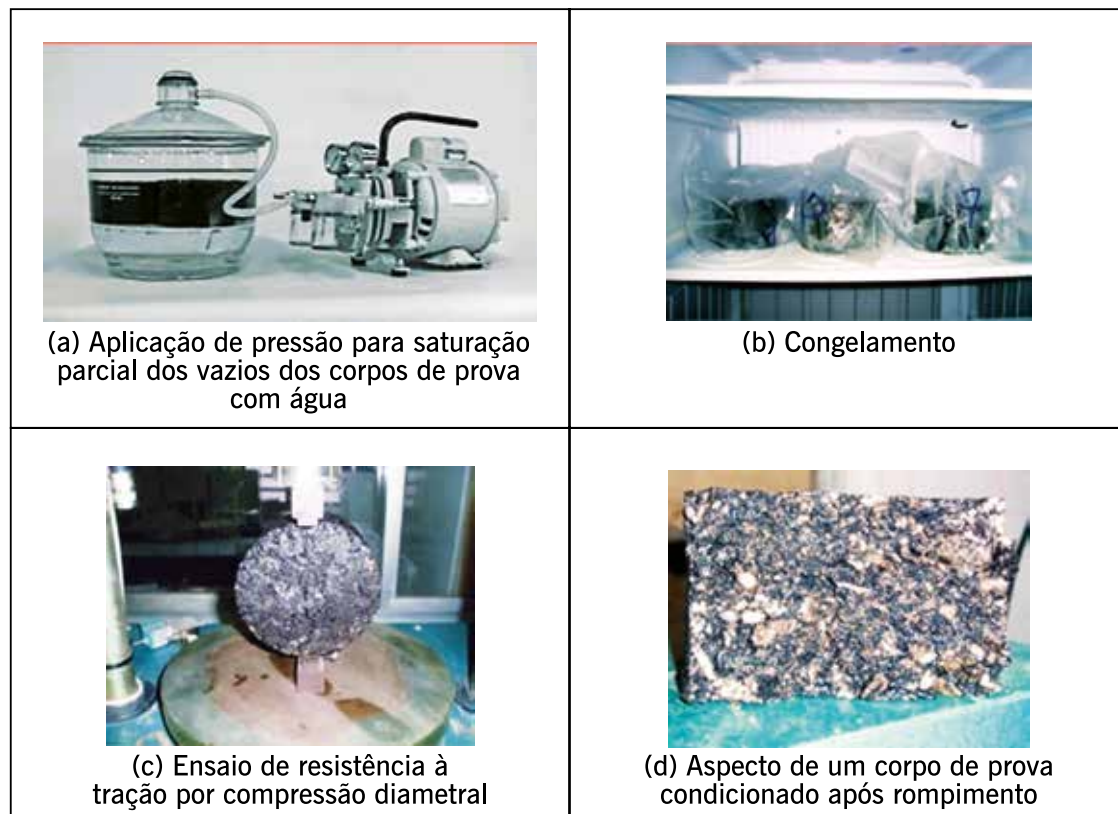 (a) Aplicação de pressão para saturação
parcial dos vazios dos corpos de prova
com água
(b) Congelamento
(c) Ensaio de resistência à
tração por compressão diametral
(d) Aspecto de um corpo de prova
condicionado após rompimento